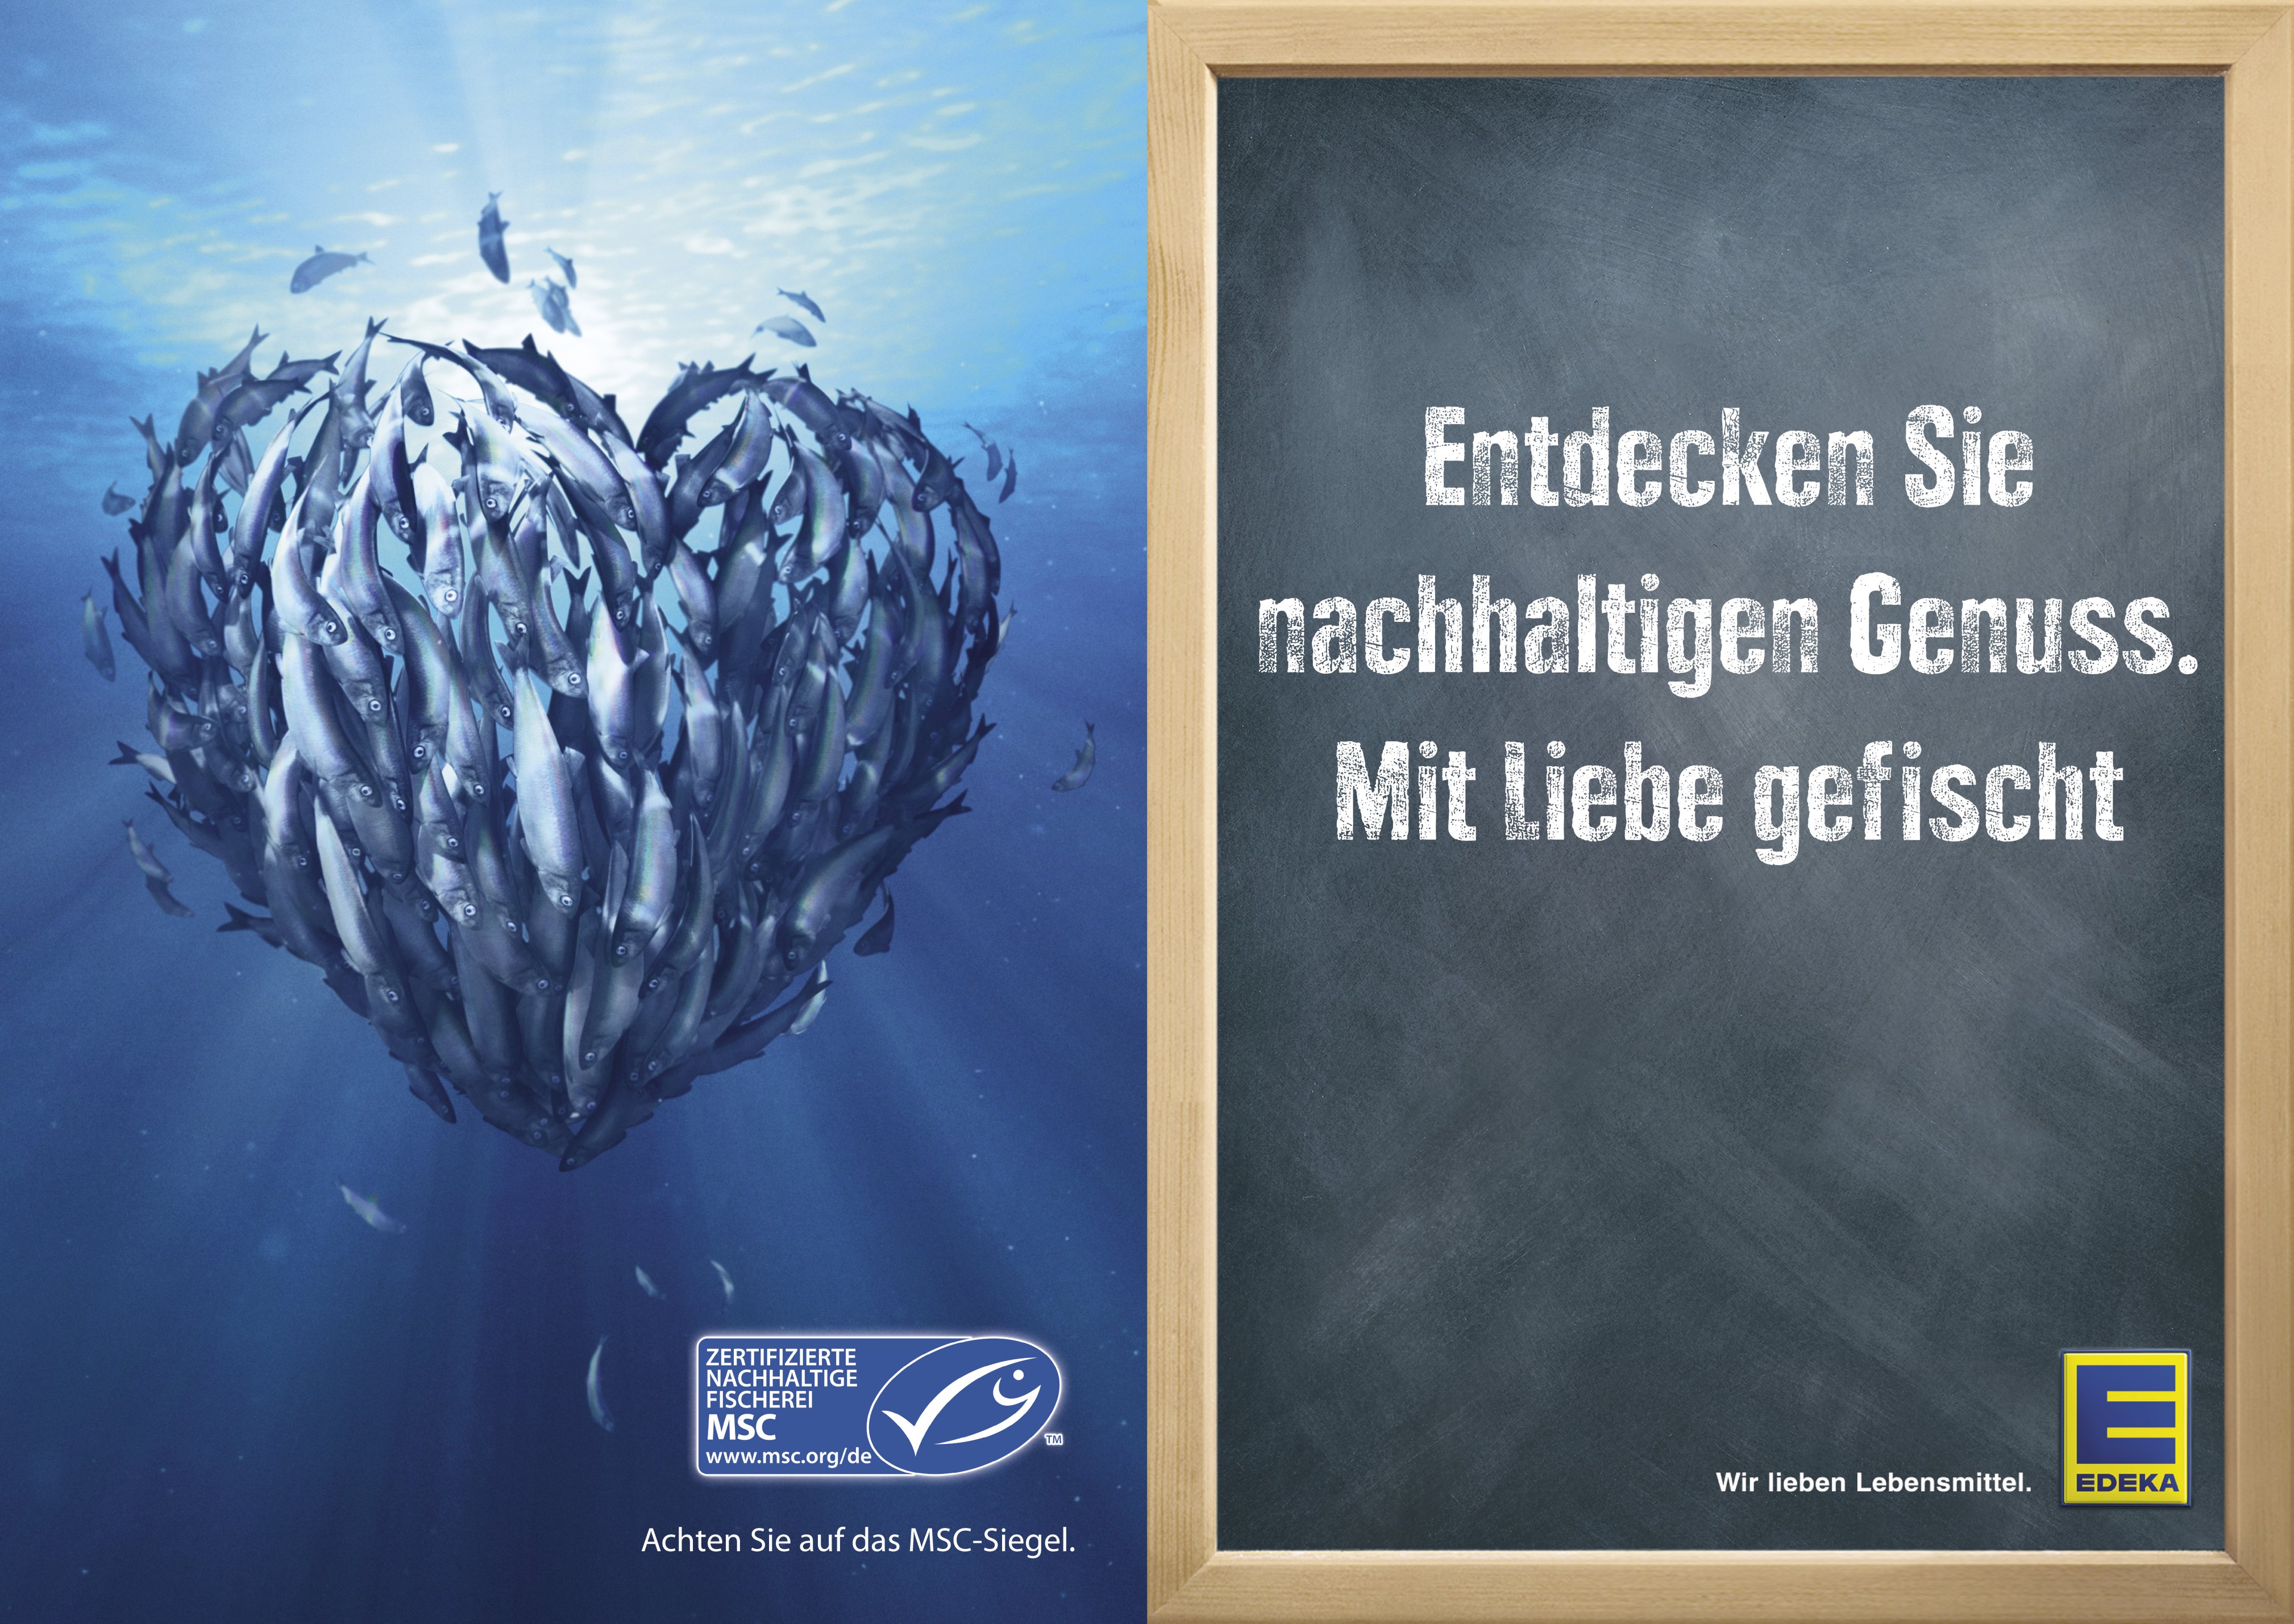 ZERTIFIZIERTE
NACHHALTIGE
FISCHEREI
MSC
www.msc.org/de
TM
Achten Sie auf das MSC-Siegel.
Entdecken Sie
nachhaltigen Genuss.
Mit Liebe gefischt
Wir lieben Lebensmittel.
E
EDEKA